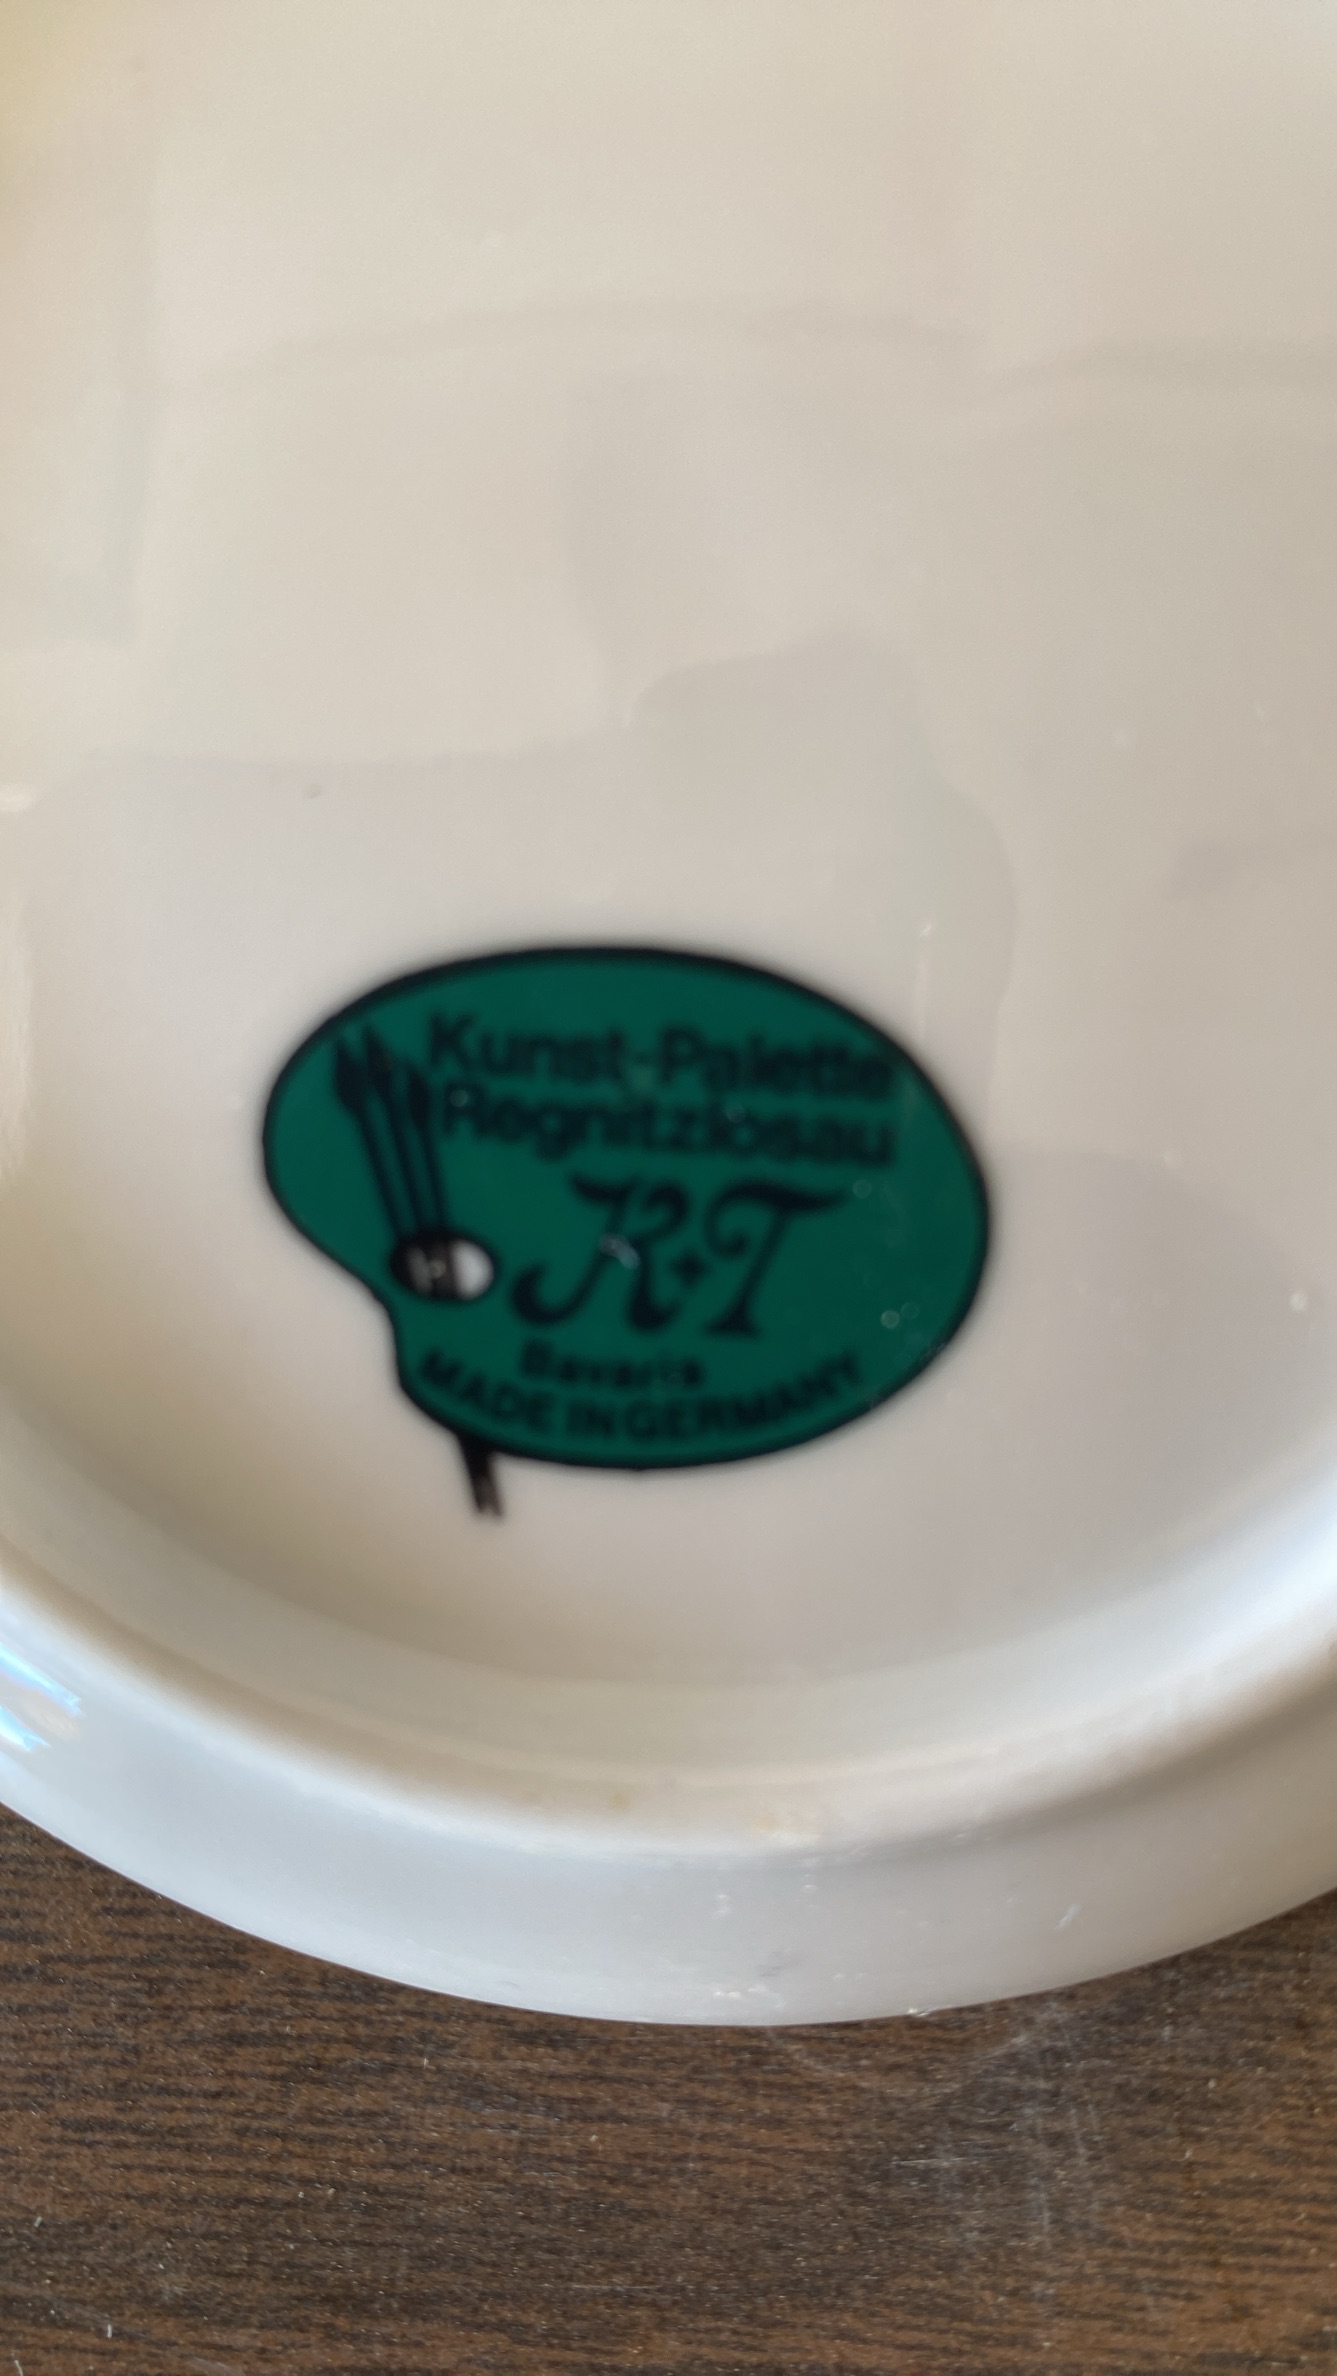 Kunst-Palette
Regnitzlosau
K+T
Bavaria
MADE IN GERMANY